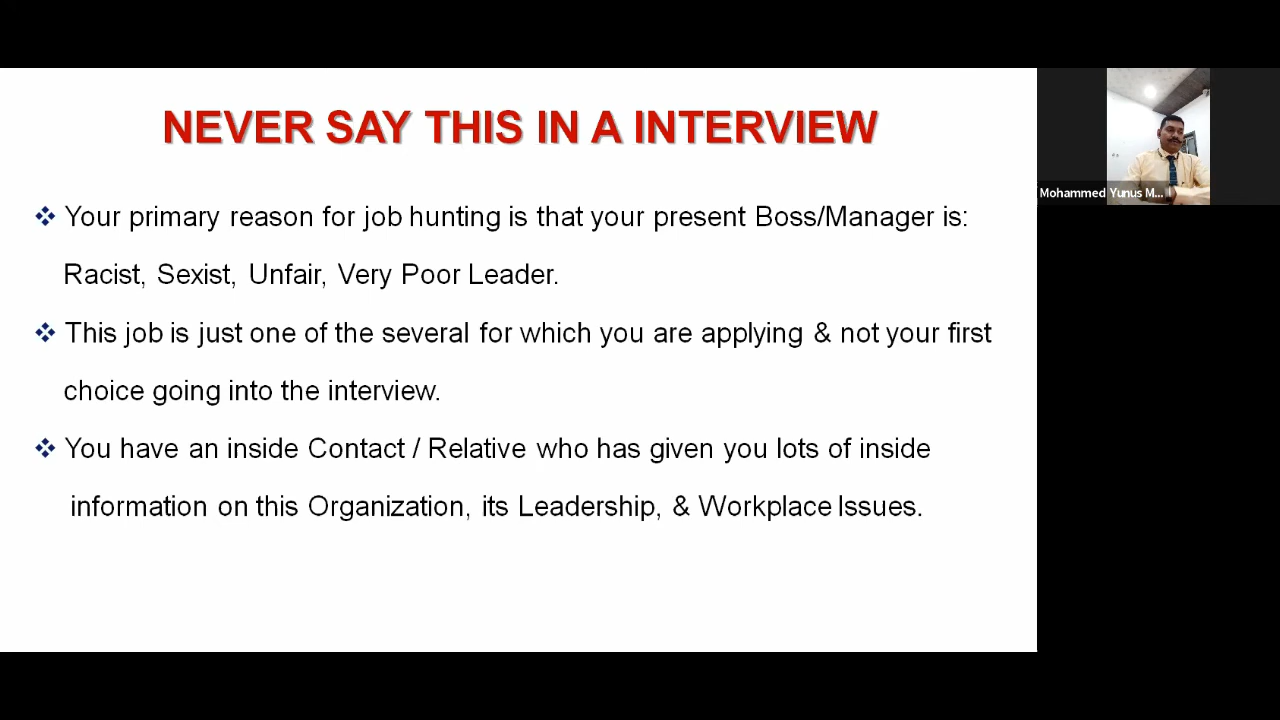 NEVER SAY THIS IN A INTERVIEW
Your primary reason for job hunting is that your present Boss/Manager is:
Racist, Sexist, Unfair, Very Poor Leader.
This job is just one of the several for which you are applying & not your first
choice going into the interview.
You have an inside Contact / Relative who has given you lots of inside
information on this Organization, its Leadership, & Workplace Issues.
Mohammed Yunus M...